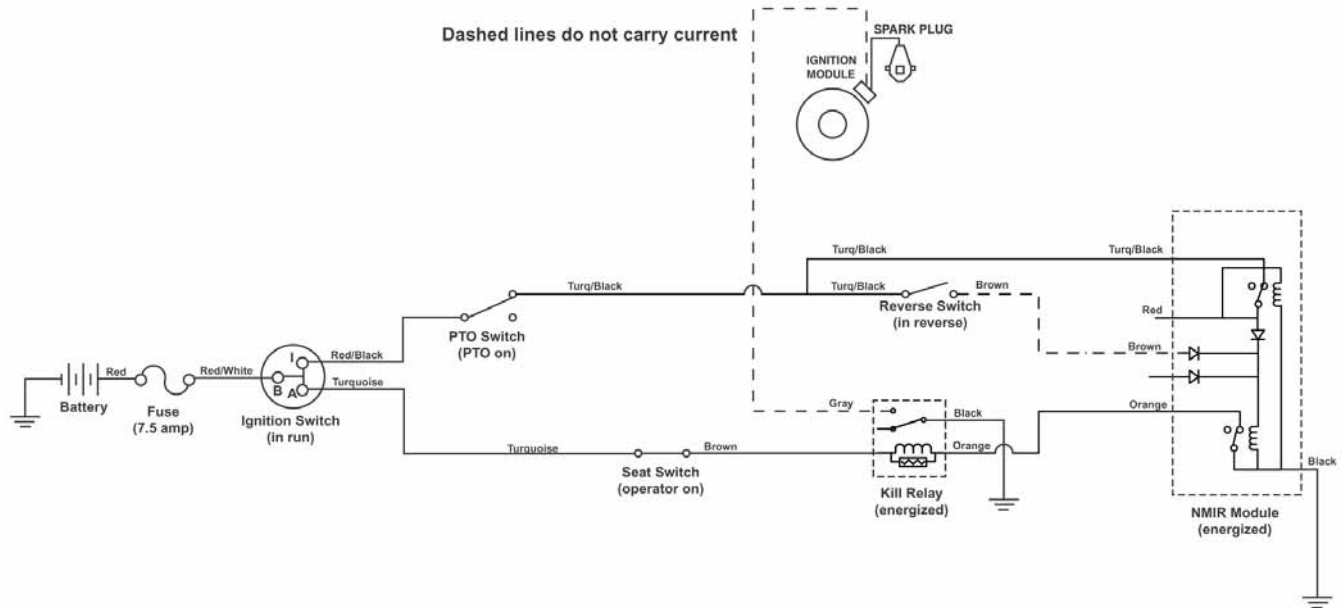 Dashed lines do not carry current
SPARK PLUG
IGNITION
MODULE
Turq/Black
Turq/Black
Turq/Black
Turq/Black
Brown
Reverse Switch
(in reverse)
PTO Switch
(PTO on)
Red
Red/Black
Brown
Red
Red/White
I
B
A
Turquoise
Battery
Fuse
(7.5 amp)
Ignition Switch
(in run)
Gray
Black
Orange
Turquoise
Brown
Orange
Seat Switch
(operator on)
Black
Kill Relay
(energized)
NMIR Module
(energized)